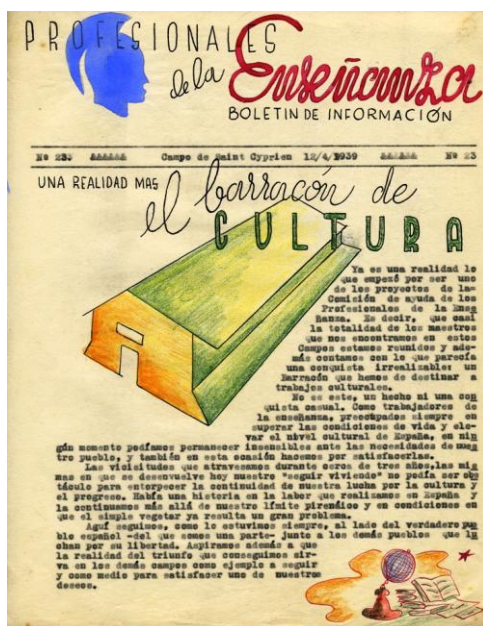 PROFESIONALES
de la Enseñanza
BOLETIN DE INFORMACIÓN
Nº 23 &&&&&& Campo de Saint Cyprien 12/4/1939 &&&&&& Nº 23
UNA REALIDAD MAS
el barracón de
CULTURA
Ya es una realidad lo
que empezó por ser uno
de los proyectos de la
Comisión de ayuda de los
Profesionales de la Ense
ñanza. Es decir, que casi
la totalidad de los maestros
que nos encontramos en estos
Campos estamos reunidos y ade-
más contamos con lo que parecía
una conquista irrealizable: un
Barracón que hemos de destinar a
trabajos culturales.
No es este, un hecho ni una con
quista casual. Como trabajadores de
la enseñanza, preocupados siempre en
superar las condiciones de vida y ele-
var el nivel cultural de España, en nin
gún momento podíamos permanecer insensibles ante las necesidades de nues
tro pueblo, y también en esta ocasión hacemos por satisfacerlas.
Las vicisitudes que atravesamos durante cerca de tres años, las mis
mas en que se desenvuelve hoy nuestro "seguir viviendo" no podía ser obs
táculo para entorpecer la continuidad de nuestra lucha por la cultura y
el progreso. Había una historia en la labor que realizamos en España y
la continuamos más allá de nuestro límite pirenáico y en condiciones en
que el simple vegetar ya resulta un gran problema.
Aquí seguimos, como lo estuvimos siempre, al lado del verdadero pue
blo español -del que somos una parte- junto a los demás pueblos que lu
chan por su libertad. Aspiramos además a que
la realidad del triunfo que conseguimos sir-
va en los demás campos como ejemplo a seguir
y como medio para satisfacer uno de nuestros
deseos.